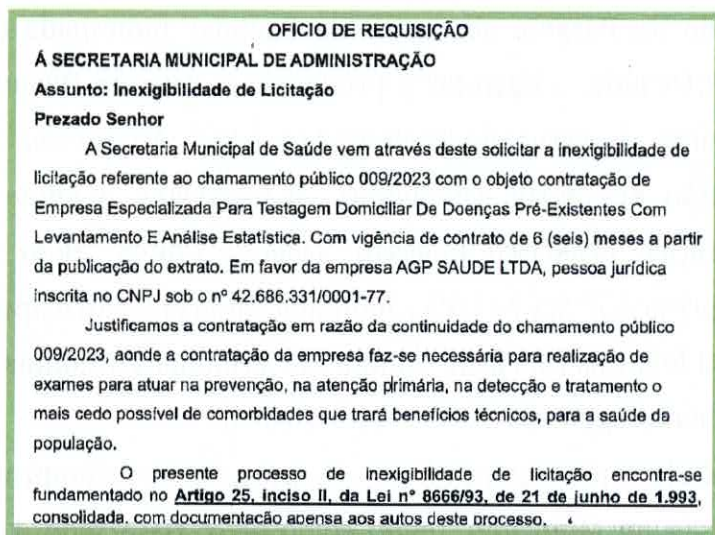 OFICIO DE REQUISIÇÃO
Á SECRETARIA MUNICIPAL DE ADMINISTRAÇÃO
Assunto: Inexigibilidade de Licitação
Prezado Senhor
A Secretaria Municipal de Saúde vem através deste solicitar a inexigibilidade de
licitação referente ao chamamento público 009/2023 com o objeto contratação de
Empresa Especializada Para Testagem Domiciliar De Doenças Pré-Existentes Com
Levantamento E Análise Estatística. Com vigência de contrato de 6 (seis) meses a partir
da publicação do extrato. Em favor da empresa AGP SAUDE LTDA, pessoa jurídica
inscrita no CNPJ sob o nº 42.686.331/0001-77.
Justificamos a contratação em razão da continuidade do chamamento público
009/2023, aonde a contratação da empresa faz-se necessária para realização de
exames para atuar na prevenção, na atenção primária, na detecção e tratamento o
mais cedo possível de comorbidades que trará benefícios técnicos, para a saúde da
população.
O presente processo de inexigibilidade de licitação encontra-se
fundamentado no Artigo 25, inciso II, da Lei nº 8666/93, de 21 de junho de 1.993,
consolidada, com documentação apensa aos autos deste processo.